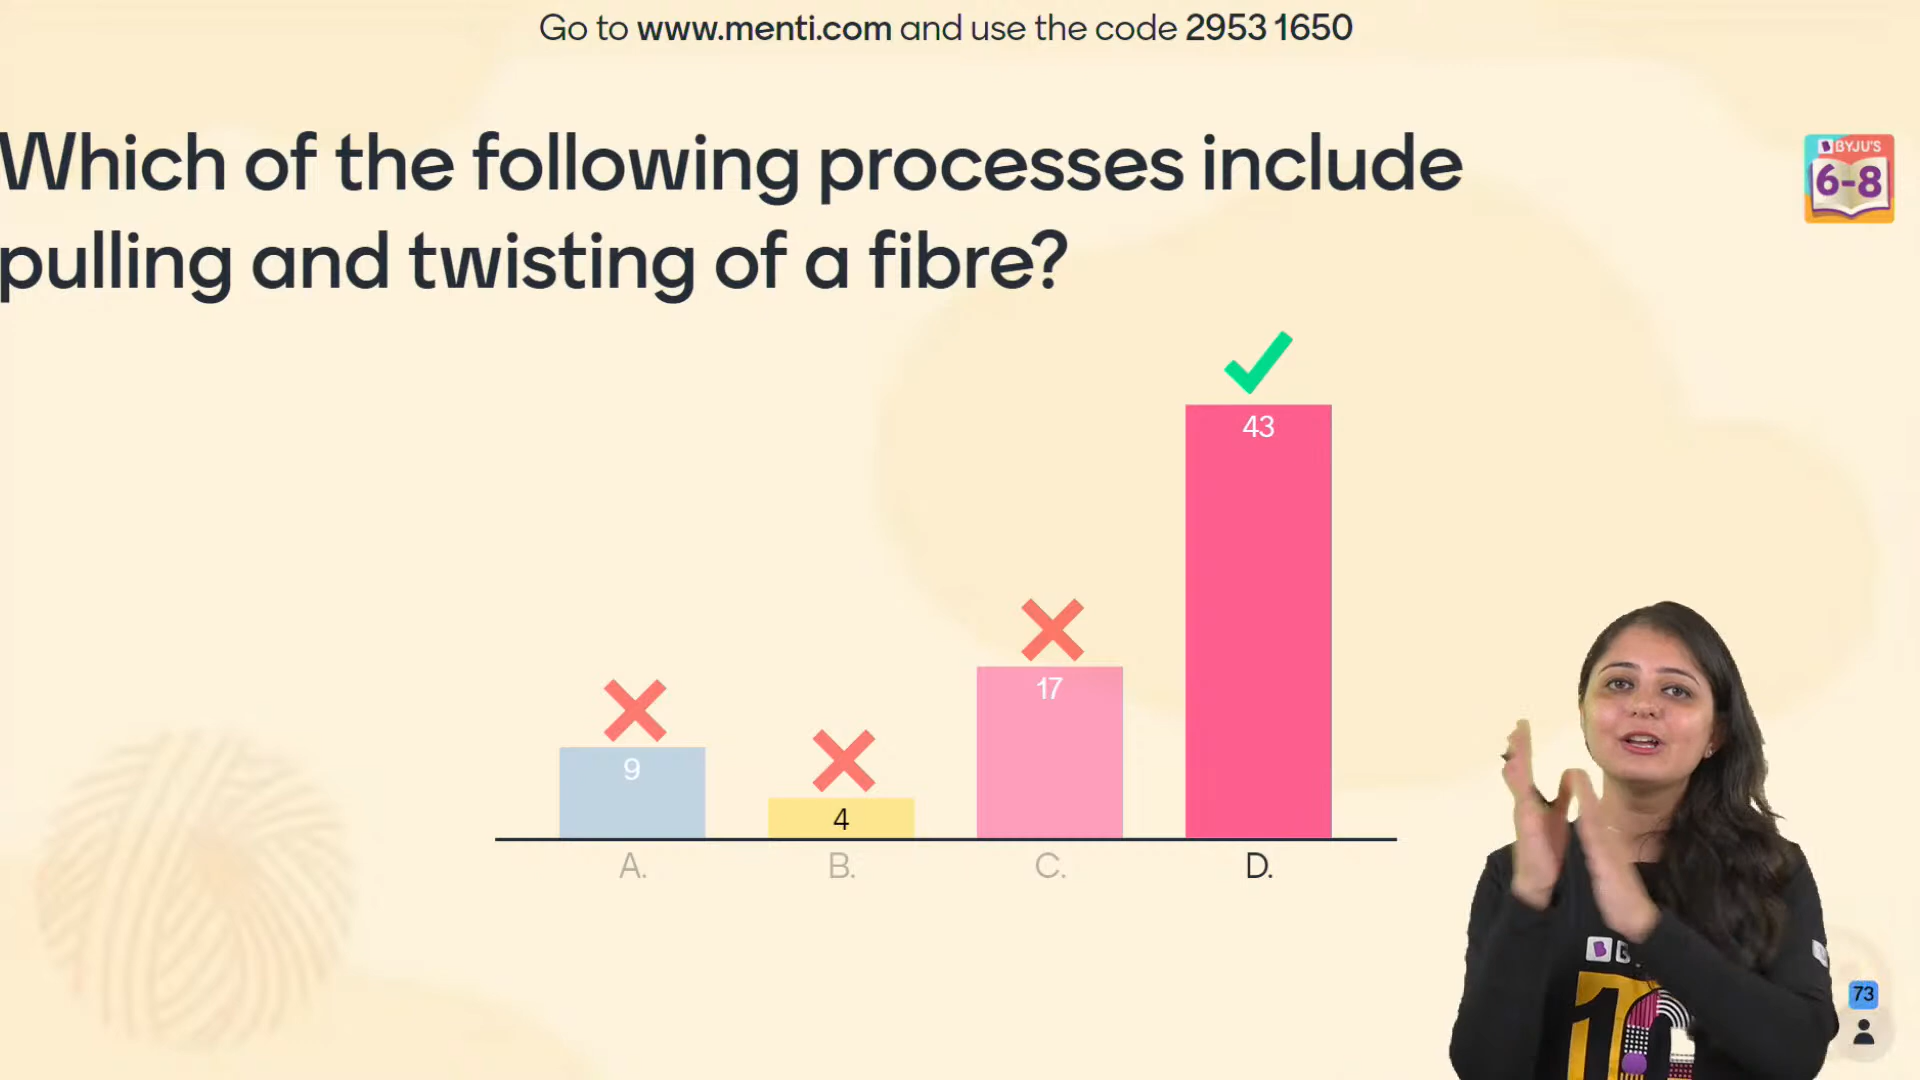 Go to www.menti.com and use the code 2953 1650
Which of the following processes include
pulling and twisting of a fibre?
BYJU'S
6-8
43
17
9
4
A.
B.
C.
D.
B
10
73